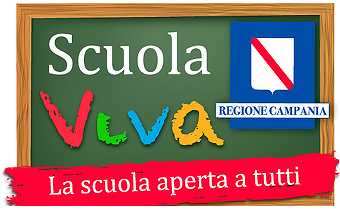 Scuola
Viva
REGIONE CAMPANIA
La scuola aperta a tutti